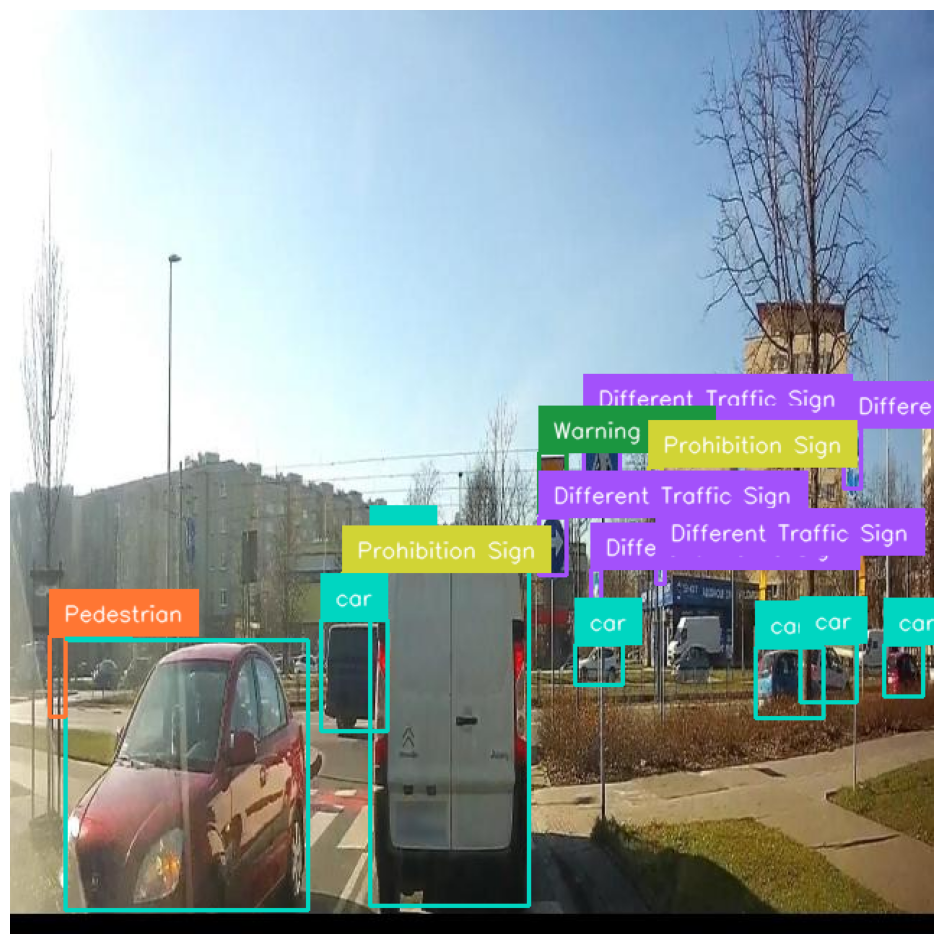 Different Traffic Sign
Differe
Warning
Prohibition Sign
Different Traffic Sign
Different Traffic Sign
Diffe
Prohibition Sign
car
Pedestrian
car
car
car
car